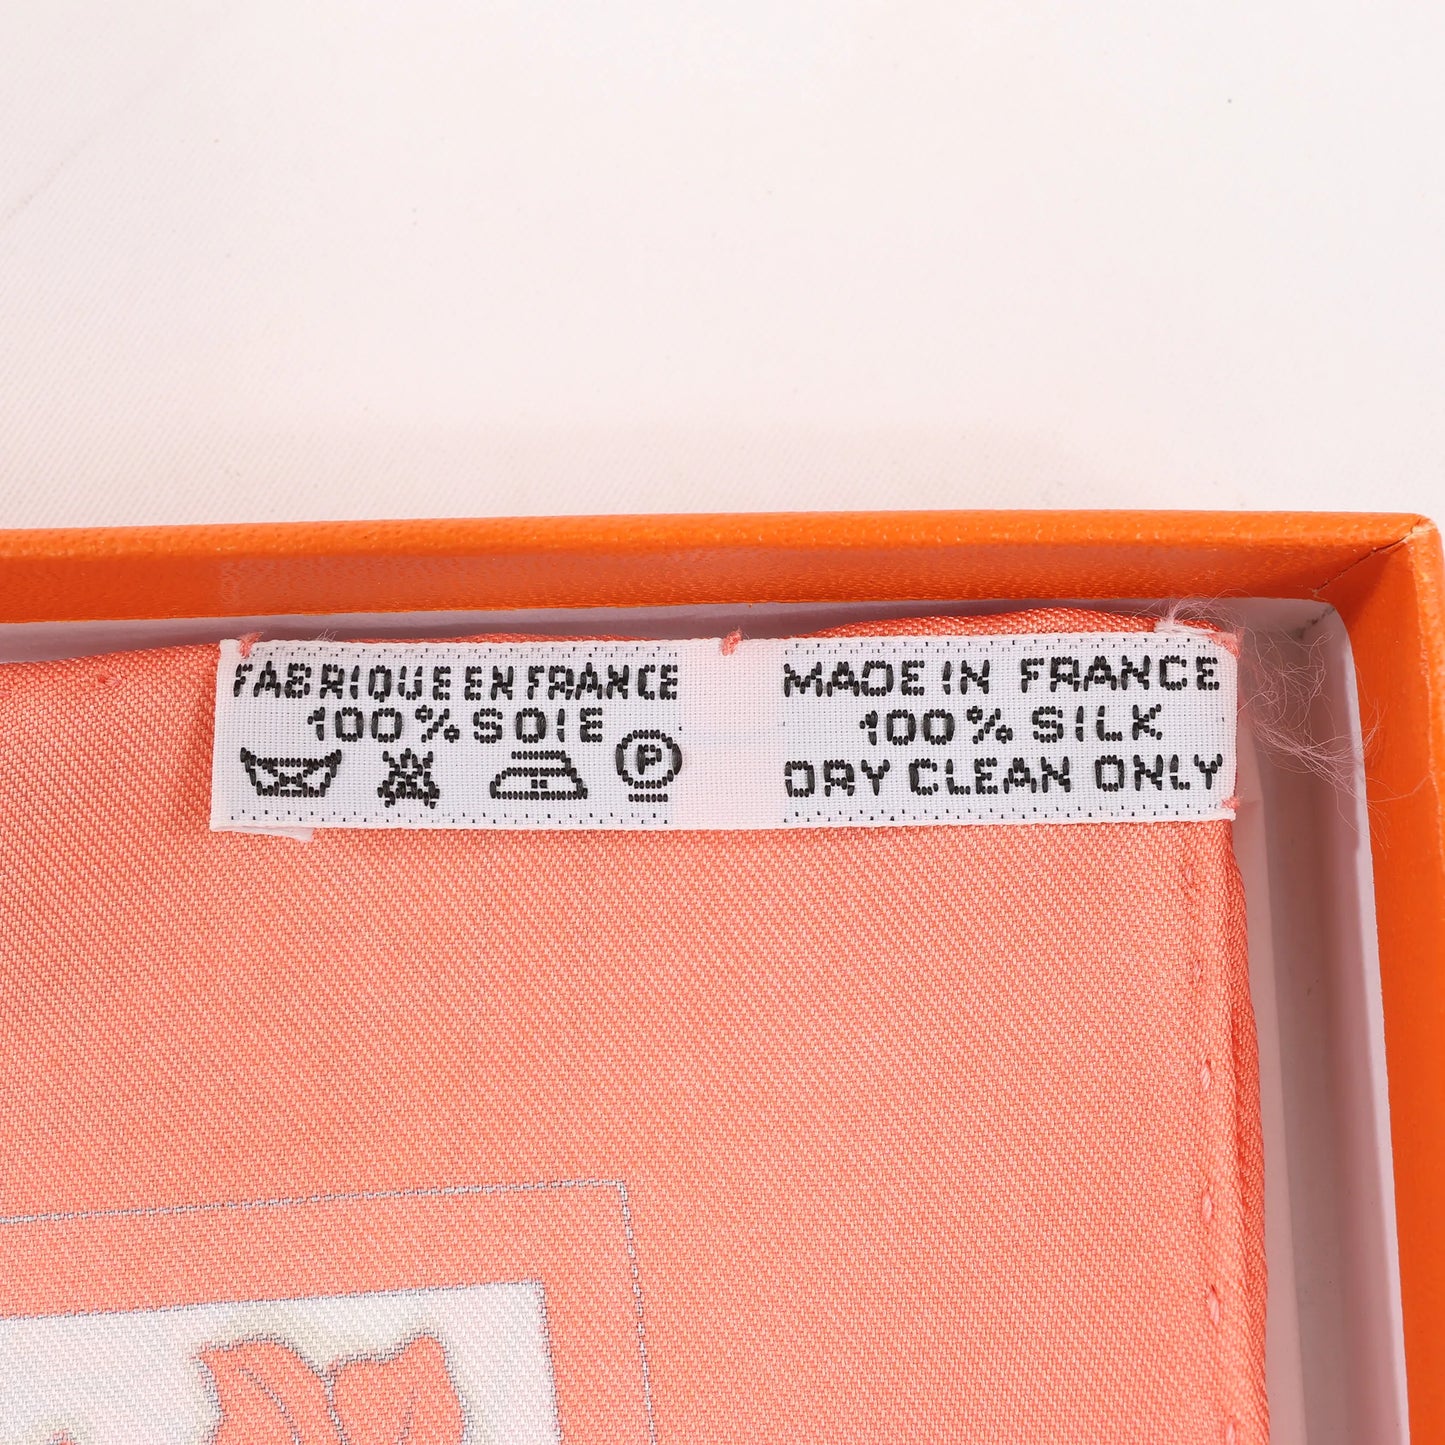 FABRIQUE EN FRANCE
100% SOIE
P
MADE IN FRANCE
100% SILK
DRY CLEAN ONLY